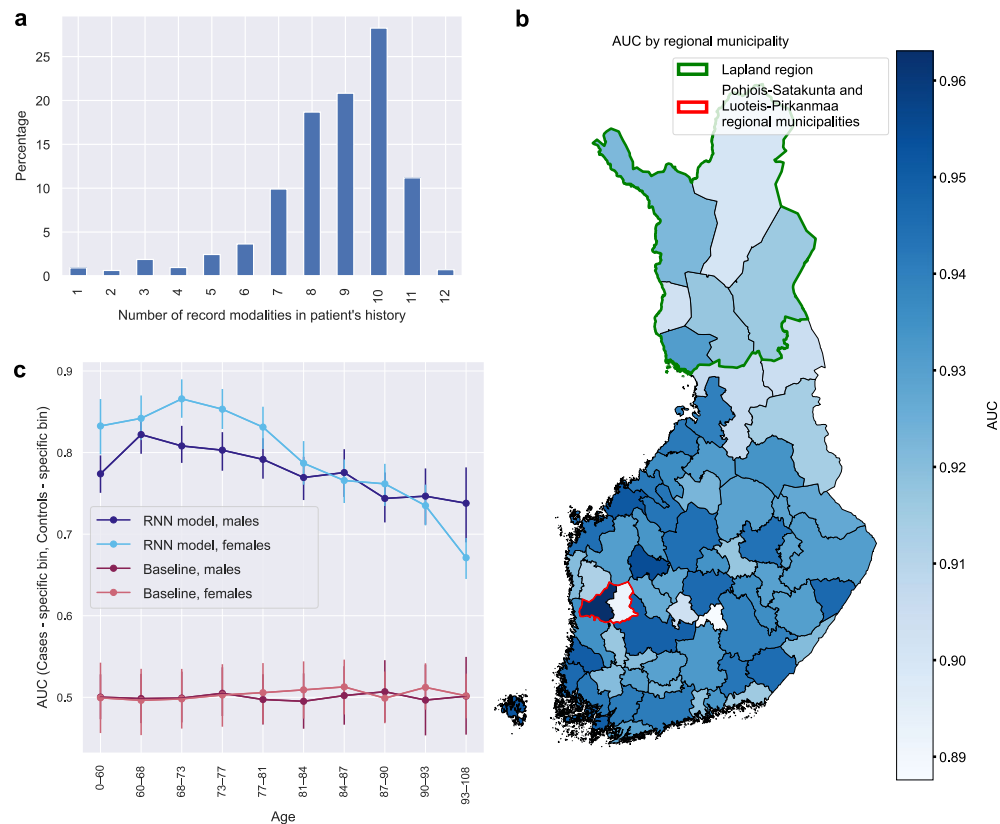 a
25
20
15
10
5
0
Percentage
1 2 3 4 5 6 7 8 9 10 11 12
Number of record modalities in patient's history
b
AUC by regional municipality
Lapland region
Pohjois-Satakunta and
Luoteis-Pirkanmaa
regional municipalities
0.96
0.95
0.94
0.93
0.92
0.91
0.90
0.89
AUC
c
0,9
0.8
0.7
0.6
0.5
AUC (Cases - specific bin, Controls - specific bin)
RNN model, males
RNN model, females
Baseline, males
Baseline, females
0–60 60–68 68–73 73–77 77–81 81–84 84–87 87–90 90–93 93–108
Age